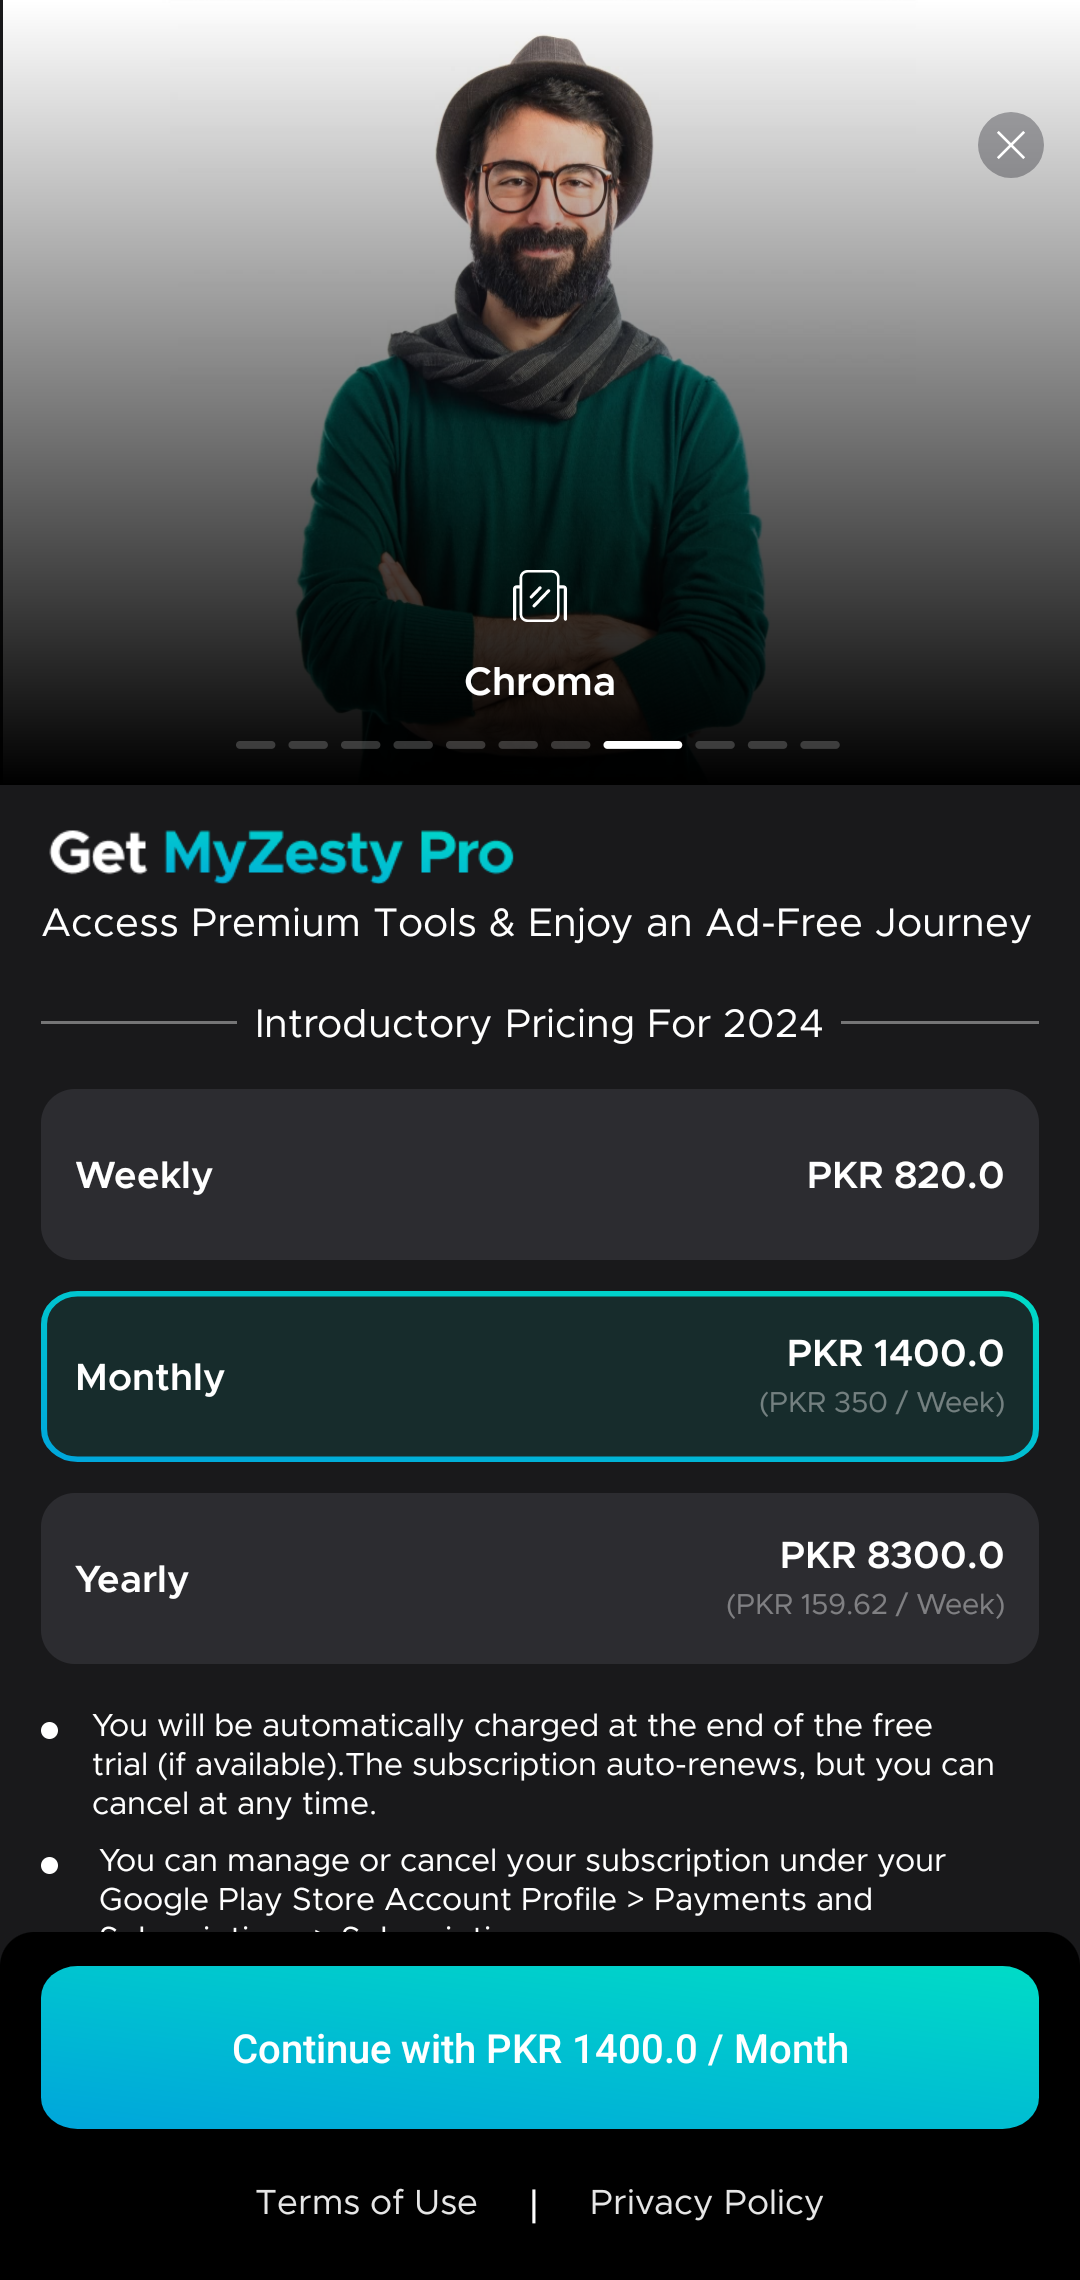 Chroma
Get MyZesty Pro
Access Premium Tools & Enjoy an Ad-Free Journey
Introductory Pricing For 2024
Weekly PKR 820.0
Monthly PKR 1400.0
(PKR 350 / Week)
Yearly PKR 8300.0
(PKR 159.62 / Week)
You will be automatically charged at the end of the free
trial (if available).The subscription auto-renews, but you can
cancel at any time.
You can manage or cancel your subscription under your
Google Play Store Account Profile > Payments and
Continue with PKR 1400.0 / Month
Terms of Use | Privacy Policy